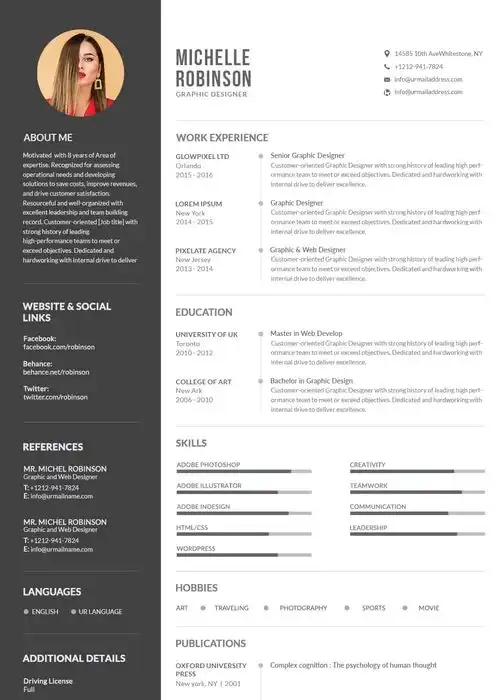 MICHELLE
ROBINSON
GRAPHIC DESIGNER
14585 10th AveWhitestone, NY
+1212-941-7824
info@urmailaddress.com
info@urmailaddress.com
ABOUT ME
Motivated with 8 years of Area of
expertise. Recognized for assessing
operational needs and developing
solutions to save costs, improve revenues,
and drive customer satisfaction.
Resourceful and well-organized with
excellent leadership and team building
record. Customer-oriented [Job title] with
strong history of leading
high-performance teams to meet or
exceed objectives. Dedicated and
hardworking with internal drive to deliver
WEBSITE & SOCIAL
LINKS
Facebook:
facebook.com/robinson
Behance:
behance.net/robinson
Twitter:
twitter.com/robinson
REFERENCES
MR. MICHEL ROBINSON
Graphic and Web Designer
T: +1212-941-7824
E: info@urmailname.com
MR. MICHEL ROBINSON
Graphic and Web Designer
T: +1212-941-7824
E: info@urmailname.com
LANGUAGES
ENGLISH
UR LANGUAGE
ADDITIONAL DETAILS
Driving License
Full
WORK EXPERIENCE
GLOWPIXEL LTD
Orlando
2015 - 2016
Senior Graphic Designer
Customer-oriented Graphic Designer with strong history of leading high perf-
ormance team to meet or exceed objectives. Dedicated and hardworking with
internal drive to deliver excellence.
LOREM IPSUM
New York
2014 - 2015
Graphic Designer
Customer-oriented Graphic Designer with strong history of leading high perf-
ormance team to meet or exceed objectives. Dedicated and hardworking with
internal drive to deliver excellence.
PIXELATE AGENCY
New Jersey
2013 - 2014
Graphic & Web Designer
Customer-oriented Graphic Designer with strong history of leading high perf-
ormance team to meet or exceed objectives. Dedicated and hardworking with
internal drive to deliver excellence.
EDUCATION
UNIVERSITY OF UK
Toronto
2010 - 2012
Master in Web Develop
Customer-oriented Graphic Designer with strong history of leading high perf-
ormance team to meet or exceed objectives. Dedicated and hardworking with
internal drive to deliver excellence.
COLLEGE OF ART
New Ark
2006 - 2010
Bachelor in Graphic Design
Customer-oriented Graphic Designer with strong history of leading high perf-
ormance team to meet or exceed objectives. Dedicated and hardworking with
internal drive to deliver excellence.
SKILLS
ADOBE PHOTOSHOP
ADOBE ILLUSTRATOR
ADOBE INDESIGN
HTML/CSS
WORDPRESS
CREATIVITY
TEAMWORK
COMMUNICATION
LEADERSHIP
HOBBIES
ART
TRAVELING
PHOTOGRAPHY
SPORTS
MOVIE
PUBLICATIONS
OXFORD UNIVERSITY
PRESS
New york, NY | 2001
Complex cognition : The psychology of human thought